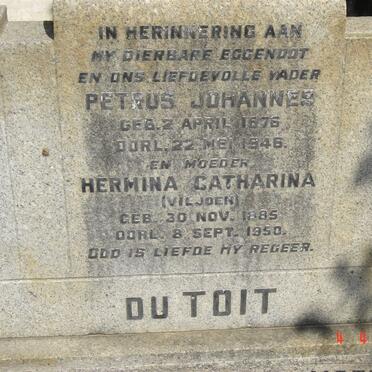 IN HERINNERING AAN
MY DIERBARE EGGENOOT
EN ONS LIEFDEVOLLE VADER
PETRUS JOHANNES
GEB. 2 APRIL 1876
OORL. 22 MEI 1946.
EN MOEDER
HERMINA CATHARINA
(VILJOEN)
GEB. 30 NOV. 1885
OORL. 8 SEPT. 1950.
GOD IS LIEFDE HY REGEER.
DU TOIT